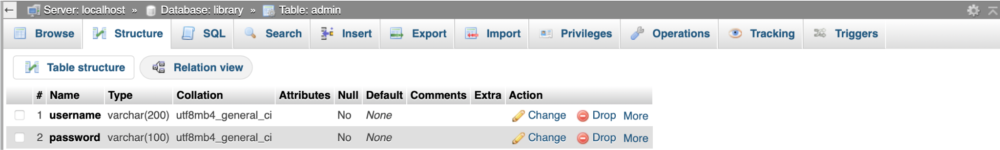 ← Server: localhost » Database: library » Table: admin
Browse Structure SQL Search Insert Export Import Privileges Operations Tracking Triggers
Table structure Relation view
# Name Type Collation Attributes Null Default Comments Extra Action
1 username varchar(200) utf8mb4_general_ci No None Change Drop More
2 password varchar(100) utf8mb4_general_ci No None Change Drop More